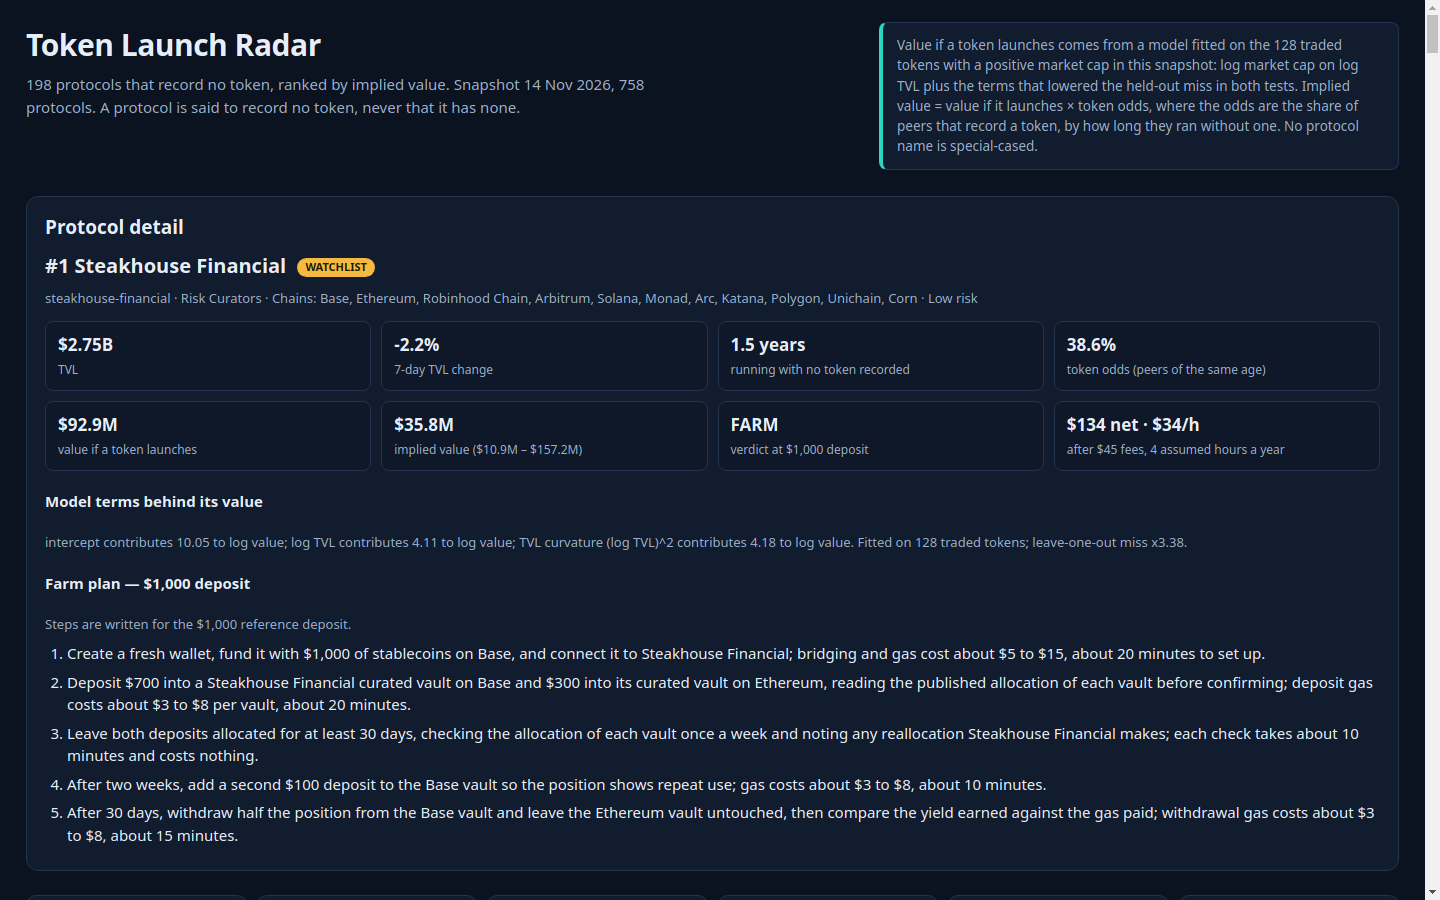 Token Launch Radar
198 protocols that record no token, ranked by implied value. Snapshot 14 Nov 2026, 758
protocols. A protocol is said to record no token, never that it has none.
Value if a token launches comes from a model fitted on the 128 traded
tokens with a positive market cap in this snapshot: log market cap on log
TVL plus the terms that lowered the held-out miss in both tests. Implied
value = value if it launches × token odds, where the odds are the share of
peers that record a token, by how long they ran without one. No protocol
name is special-cased.
Protocol detail
#1 Steakhouse Financial WATCHLIST
steakhouse-financial · Risk Curators · Chains: Base, Ethereum, Robinhood Chain, Arbitrum, Solana, Monad, Arc, Katana, Polygon, Unichain, Corn · Low risk
$2.75B
TVL
-2.2%
7-day TVL change
1.5 years
running with no token recorded
38.6%
token odds (peers of the same age)
$92.9M
value if a token launches
$35.8M
implied value ($10.9M – $157.2M)
FARM
verdict at $1,000 deposit
$134 net · $34/h
after $45 fees, 4 assumed hours a year
Model terms behind its value
intercept contributes 10.05 to log value; log TVL contributes 4.11 to log value; TVL curvature (log TVL)^2 contributes 4.18 to log value. Fitted on 128 traded tokens; leave-one-out miss x3.38.
Farm plan — $1,000 deposit
Steps are written for the $1,000 reference deposit.
1. Create a fresh wallet, fund it with $1,000 of stablecoins on Base, and connect it to Steakhouse Financial; bridging and gas cost about $5 to $15, about 20 minutes to set up.
2. Deposit $700 into a Steakhouse Financial curated vault on Base and $300 into its curated vault on Ethereum, reading the published allocation of each vault before confirming; deposit gas
costs about $3 to $8 per vault, about 20 minutes.
3. Leave both deposits allocated for at least 30 days, checking the allocation of each vault once a week and noting any reallocation Steakhouse Financial makes; each check takes about 10
minutes and costs nothing.
4. After two weeks, add a second $100 deposit to the Base vault so the position shows repeat use; gas costs about $3 to $8, about 10 minutes.
5. After 30 days, withdraw half the position from the Base vault and leave the Ethereum vault untouched, then compare the yield earned against the gas paid; withdrawal gas costs about $3
to $8, about 15 minutes.